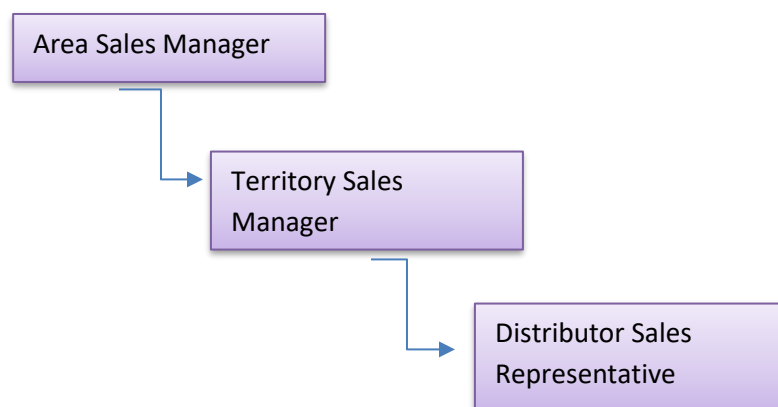 Area Sales Manager
Territory Sales
Manager
Distributor Sales
Representative